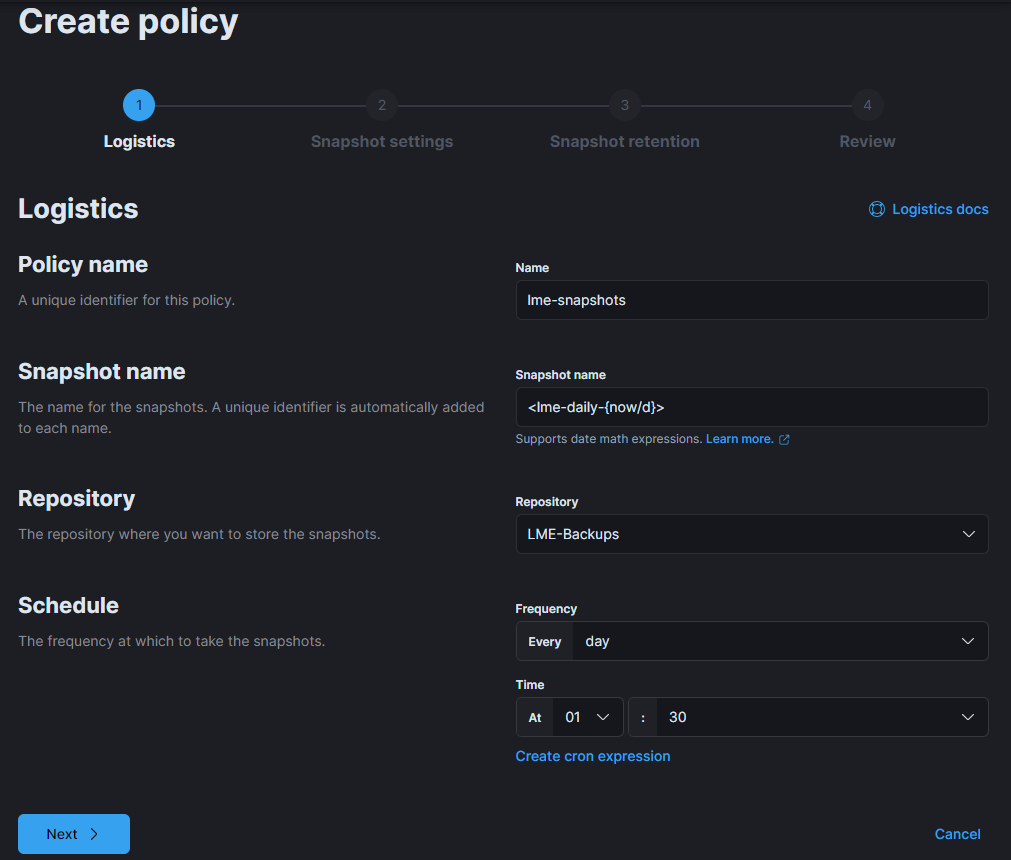 Create policy
1
2
3
4
Logistics
Snapshot settings
Snapshot retention
Review
Logistics
Logistics docs
Policy name
A unique identifier for this policy.
Name
lme-snapshots
Snapshot name
The name for the snapshots. A unique identifier is automatically added
to each name.
Snapshot name
<lme-daily-{now/d}>
Supports date math expressions. Learn more.
Repository
The repository where you want to store the snapshots.
Repository
LME-Backups
Schedule
The frequency at which to take the snapshots.
Frequency
Every day
Time
At 01 : 30
Create cron expression
Next
Cancel